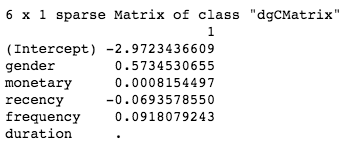 6 x 1 sparse Matrix of class "dgCMatrix"
1
(Intercept) -2.9723436609
gender 0.5734530655
monetary 0.0008154497
recency -0.0693578550
frequency 0.0918079243
duration .